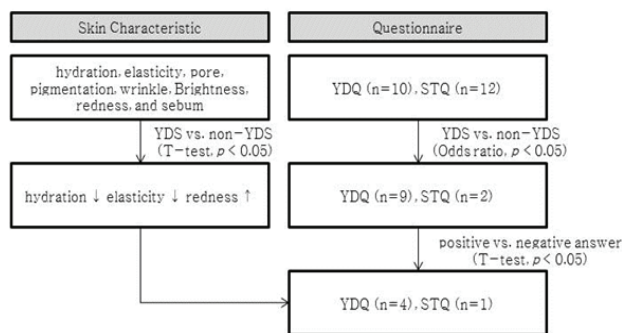 Skin Characteristic
Questionnaire
hydration, elasticity, pore,
pigmentation, wrinkle, Brightness,
redness, and sebum
YDQ (n=10), STQ (n=12)
YDS vs. non-YDS
(T-test, p < 0.05)
YDS vs. non-YDS
(Odds ratio, p < 0.05)
hydration ↓ elasticity ↓ redness ↑
YDQ (n=9), STQ (n=2)
positive vs. negative answer
(T-test, p < 0.05)
YDQ (n=4), STQ (n=1)